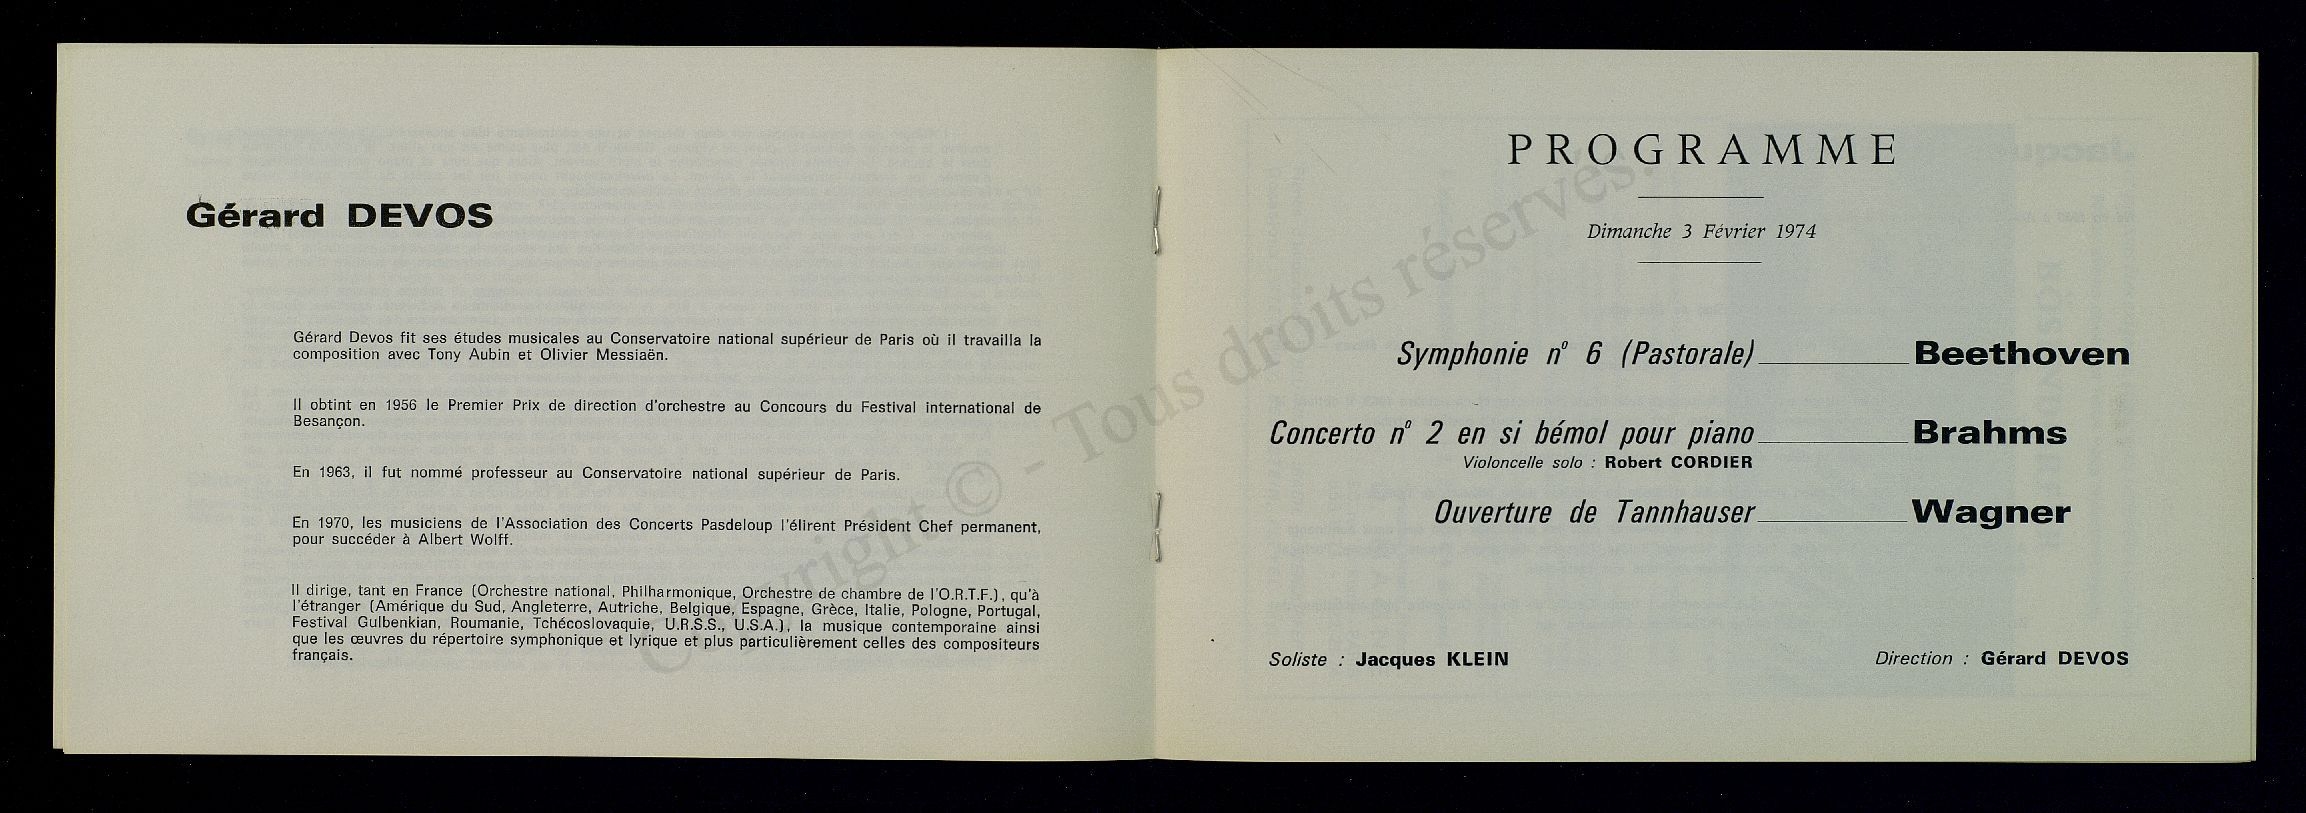 Gérard DEVOS
Gérard Devos fit ses études musicales au Conservatoire national supérieur de Paris où il travailla la
composition avec Tony Aubin et Olivier Messiaën.
Il obtint en 1956 le Premier Prix de direction d'orchestre au Concours du Festival international de
Besançon.
En 1963, il fut nommé professeur au Conservatoire national supérieur de Paris.
En 1970, les musiciens de l'Association des Concerts Pasdeloup l'élirent Président Chef permanent,
pour succéder à Albert Wolff.
Il dirige, tant en France (Orchestre national, Philharmonique, Orchestre de chambre de l'O.R.T.F.), qu'à
l'étranger (Amérique du Sud, Angleterre, Autriche, Belgique, Espagne, Grèce, Italie, Pologne, Portugal,
Festival Gulbenkian, Roumanie, Tchécoslovaquie, U.R.S.S., U.S.A.), la musique contemporaine ainsi
que les œuvres du répertoire symphonique et lyrique et plus particulièrement celles des compositeurs
français.
PROGRAMME
Dimanche 3 Février 1974
Symphonie n° 6 (Pastorale) Beethoven
Concerto n° 2 en si bémol pour piano Brahms
Violoncelle solo : Robert CORDIER
Ouverture de Tannhauser Wagner
Soliste : Jacques KLEIN Direction : Gérard DEVOS
Copyright © - Tous droits réservés.